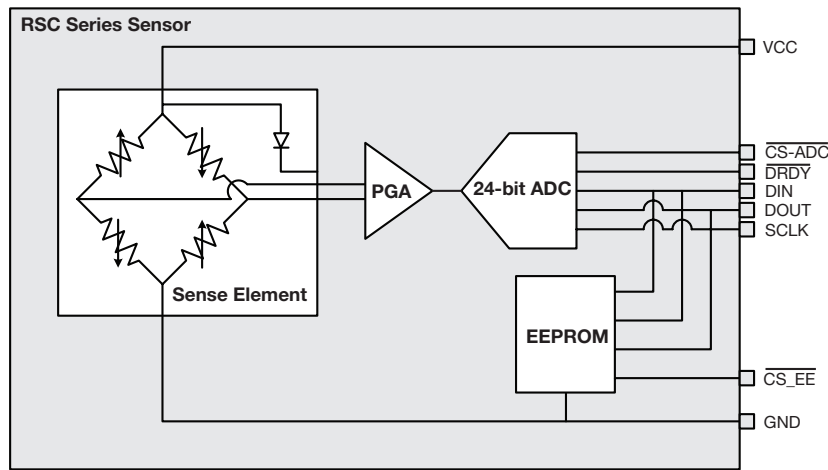 RSC Series Sensor
VCC
CS-ADC
DRDY
DIN
DOUT
SCLK
PGA
24-bit ADC
Sense Element
EEPROM
CS_EE
GND